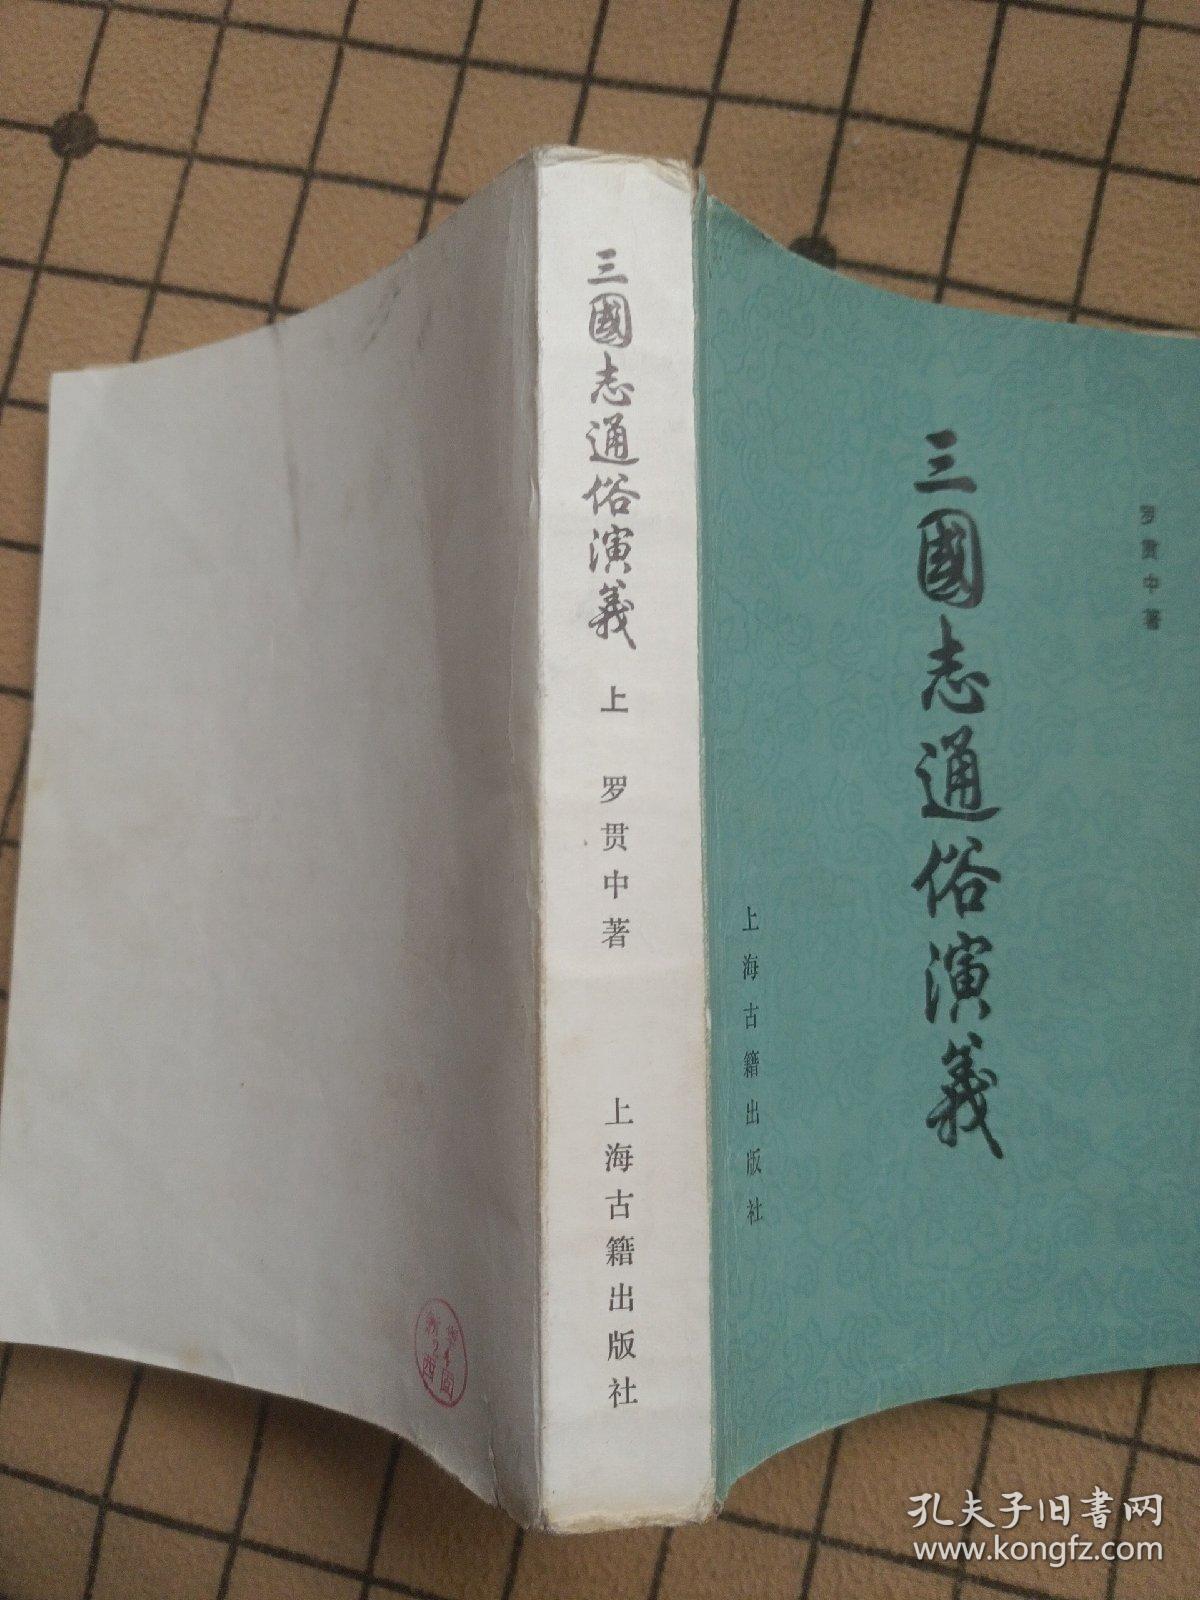 三國志通俗演義
罗贯中著
上海古籍出版社
三國志通俗演義 上 罗贯中著 上海古籍出版社
孔夫子旧书网
www.kongfz.com